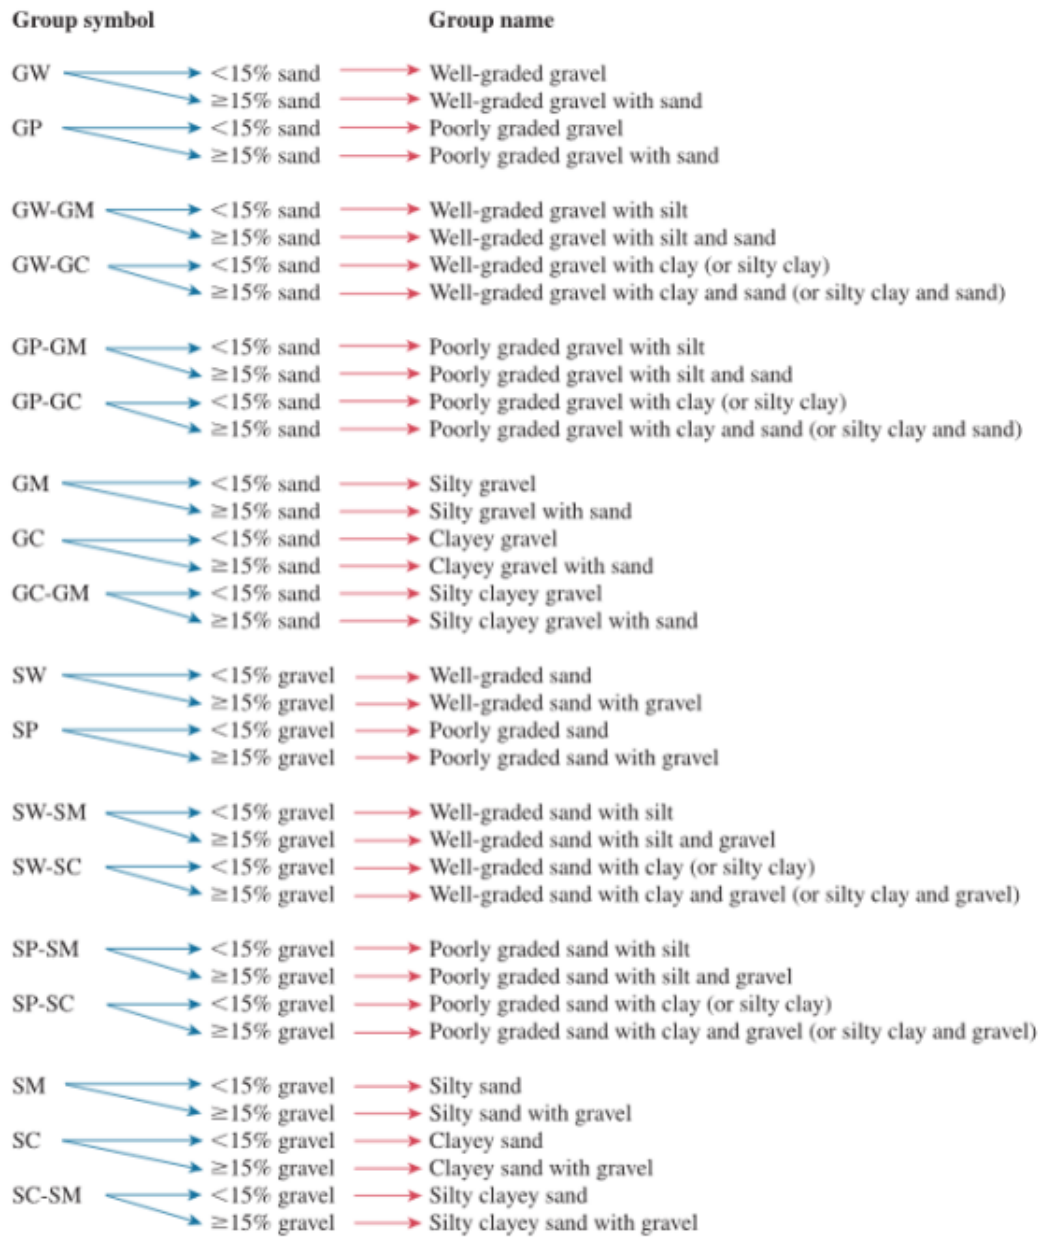 Group symbol Group name
GW <15% sand Well-graded gravel
≥15% sand Well-graded gravel with sand
GP <15% sand Poorly graded gravel
≥15% sand Poorly graded gravel with sand
GW-GM <15% sand Well-graded gravel with silt
≥15% sand Well-graded gravel with silt and sand
GW-GC <15% sand Well-graded gravel with clay (or silty clay)
≥15% sand Well-graded gravel with clay and sand (or silty clay and sand)
GP-GM <15% sand Poorly graded gravel with silt
≥15% sand Poorly graded gravel with silt and sand
GP-GC <15% sand Poorly graded gravel with clay (or silty clay)
≥15% sand Poorly graded gravel with clay and sand (or silty clay and sand)
GM <15% sand Silty gravel
≥15% sand Silty gravel with sand
GC <15% sand Clayey gravel
≥15% sand Clayey gravel with sand
GC-GM <15% sand Silty clayey gravel
≥15% sand Silty clayey gravel with sand
SW <15% gravel Well-graded sand
≥15% gravel Well-graded sand with gravel
SP <15% gravel Poorly graded sand
≥15% gravel Poorly graded sand with gravel
SW-SM <15% gravel Well-graded sand with silt
≥15% gravel Well-graded sand with silt and gravel
SW-SC <15% gravel Well-graded sand with clay (or silty clay)
≥15% gravel Well-graded sand with clay and gravel (or silty clay and gravel)
SP-SM <15% gravel Poorly graded sand with silt
≥15% gravel Poorly graded sand with silt and gravel
SP-SC <15% gravel Poorly graded sand with clay (or silty clay)
≥15% gravel Poorly graded sand with clay and gravel (or silty clay and gravel)
SM <15% gravel Silty sand
≥15% gravel Silty sand with gravel
SC <15% gravel Clayey sand
≥15% gravel Clayey sand with gravel
SC-SM <15% gravel Silty clayey sand
≥15% gravel Silty clayey sand with gravel